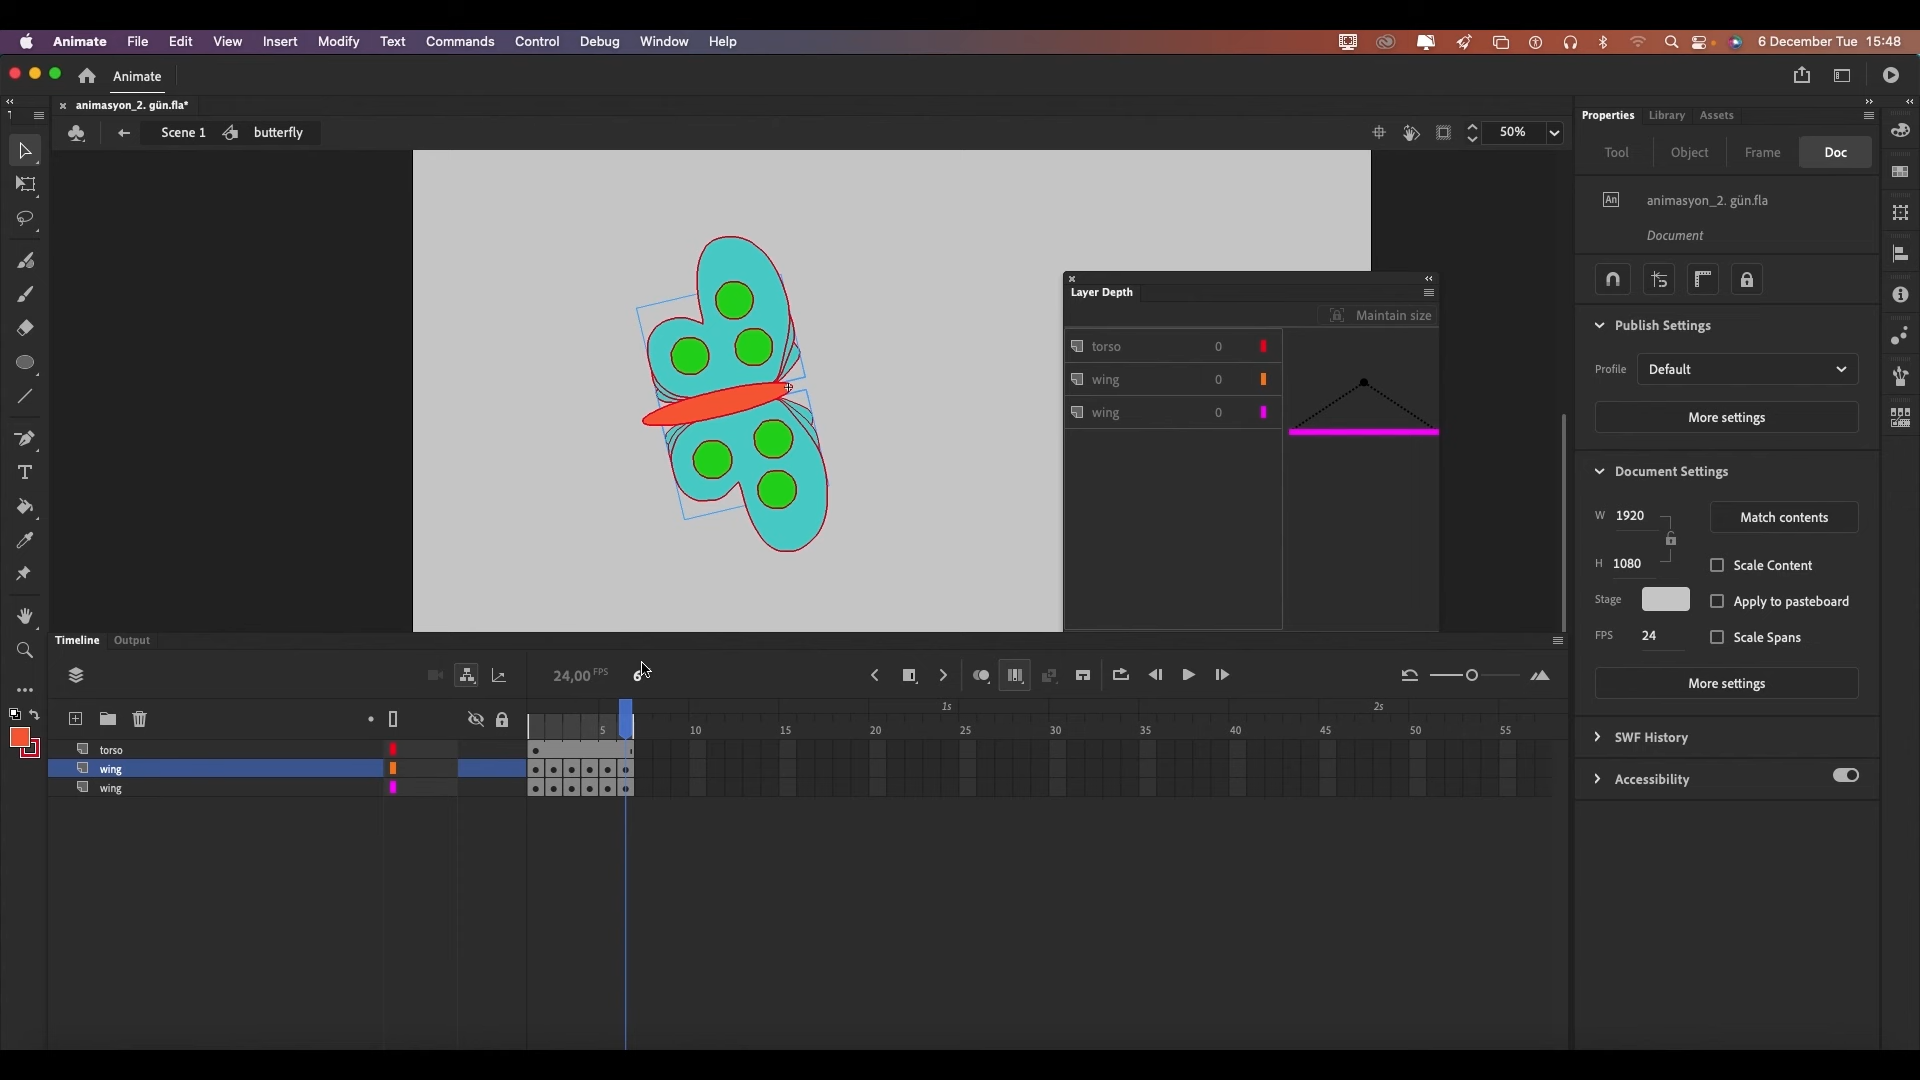 Animate File Edit View Insert Modify Text Commands Control Debug Window Help 6 December Tue 15:48
Animate
animasyon_2. gün.fla*
Scene 1 butterfly 50%
Properties Library Assets
Tool Object Frame Doc
An animasyon_2. gün.fla
Document
Publish Settings
Profile Default
More settings
Document Settings
W 1920 Match contents
H 1080 Scale Content
Stage Apply to pasteboard
FPS 24 Scale Spans
More settings
SWF History
Accessibility
Layer Depth
Maintain size
torso 0
wing 0
wing 0
Timeline Output
24,00 FPS 6
1s 2s
5 10 15 20 25 30 35 40 45 50 55
torso
wing
wing